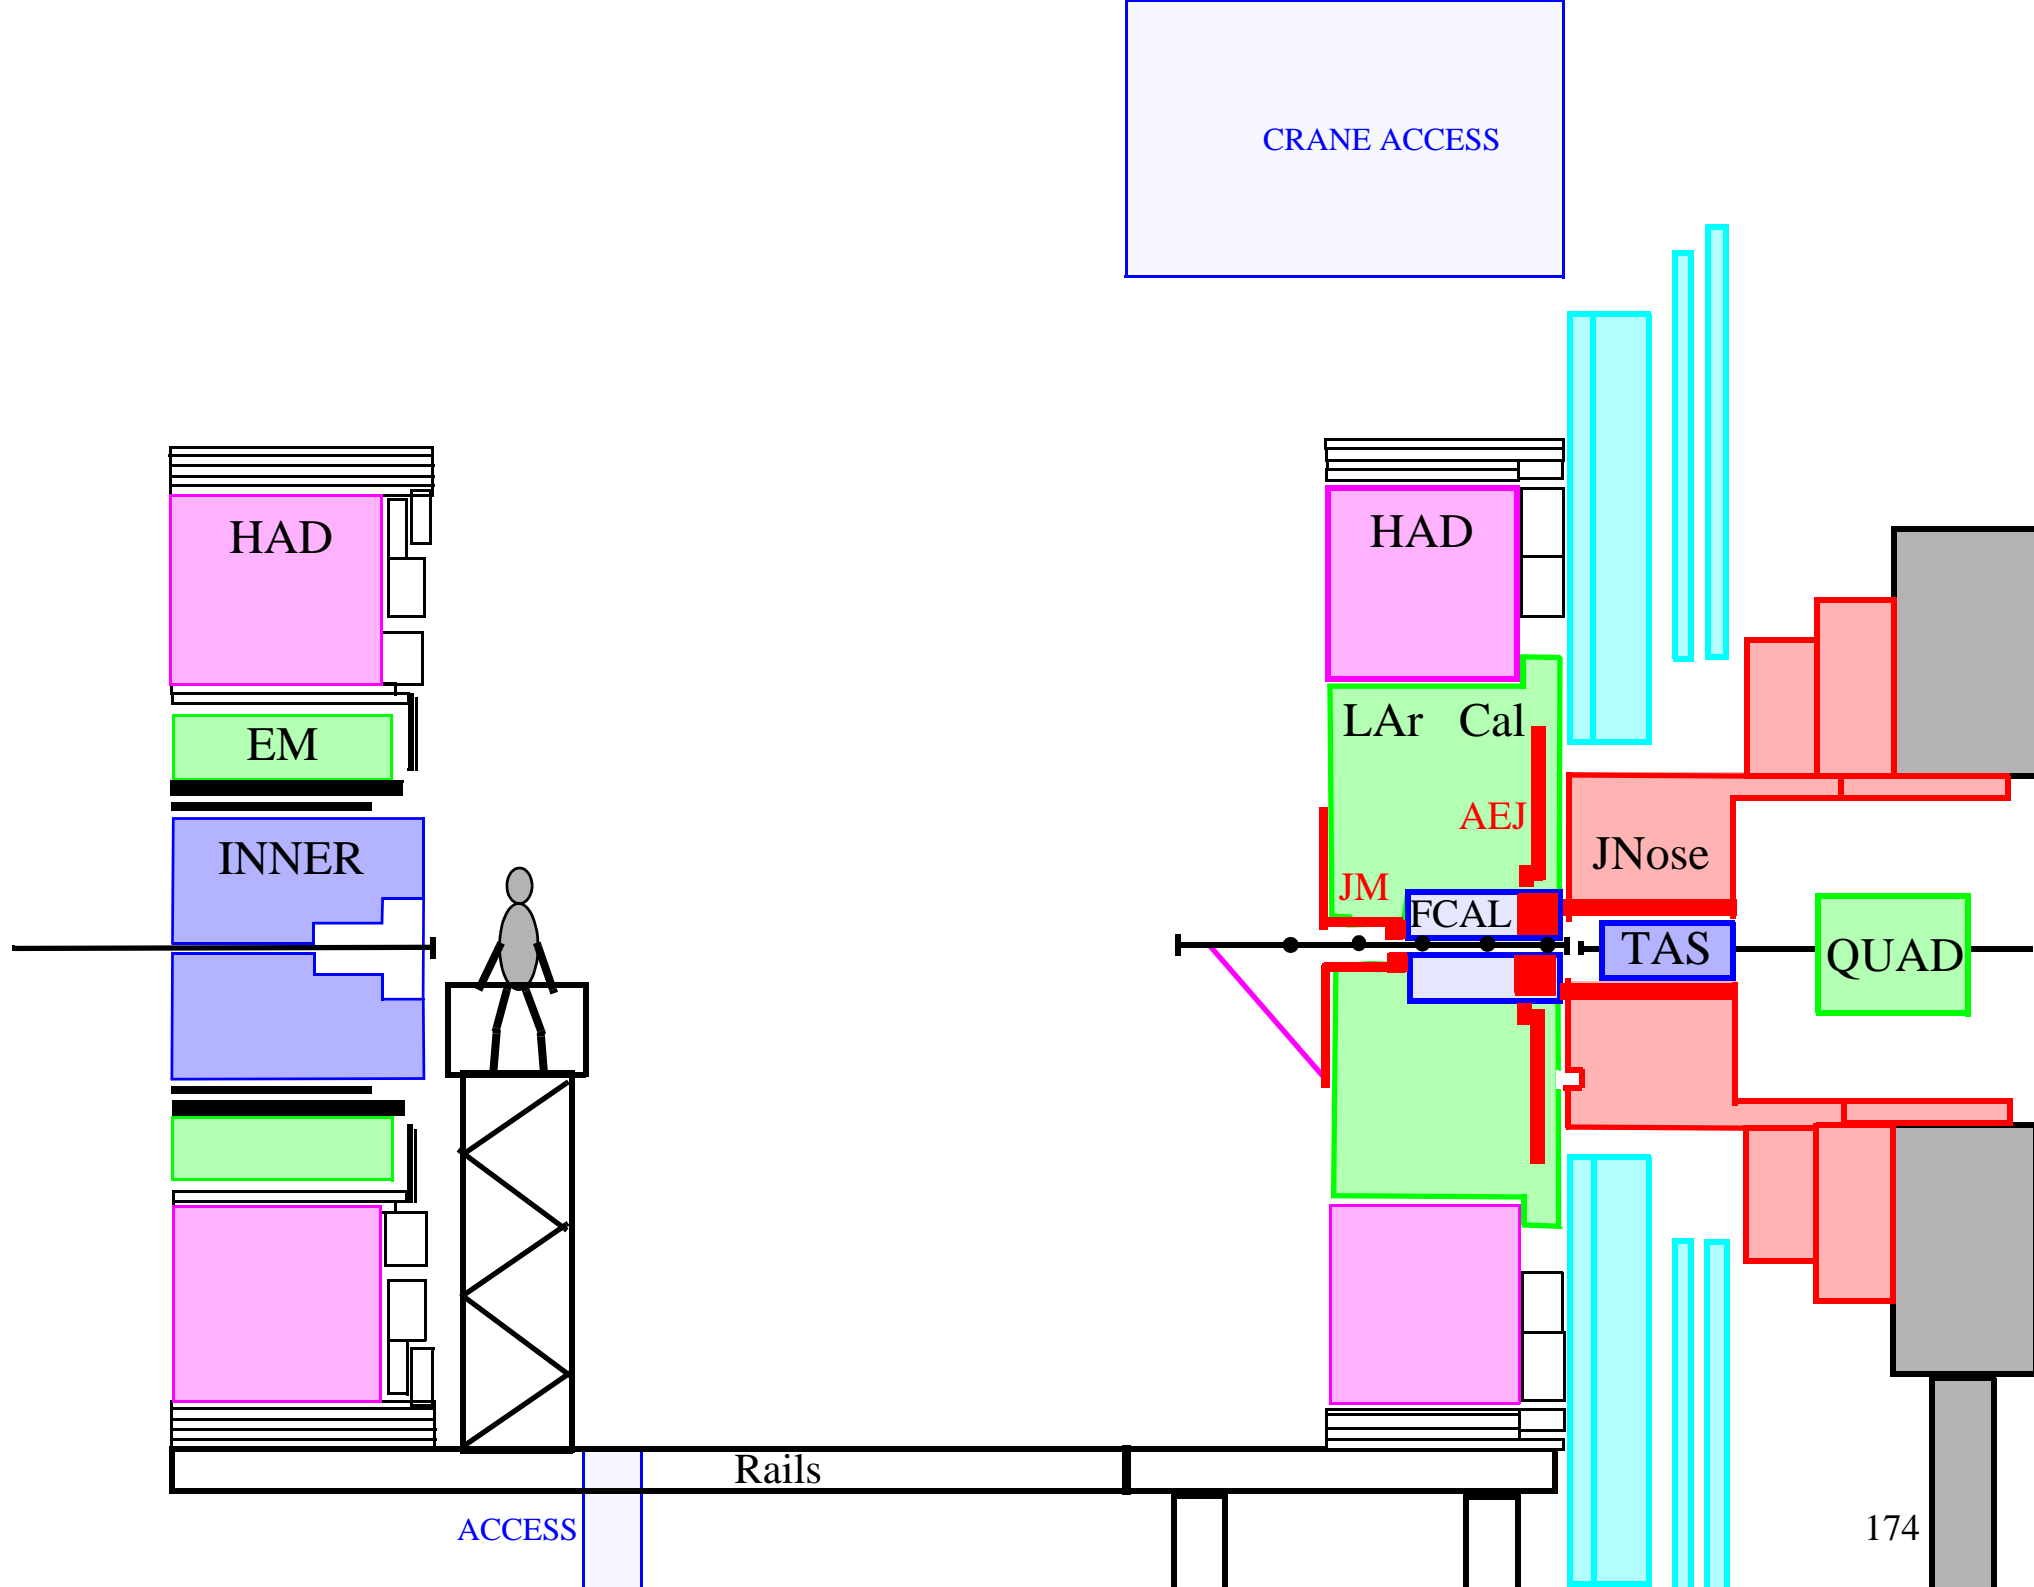 CRANE ACCESS
HAD
HAD
EM
LAr Cal
AEJ
INNER
JNose
JM
FCAL
TAS
QUAD
Rails
ACCESS
174